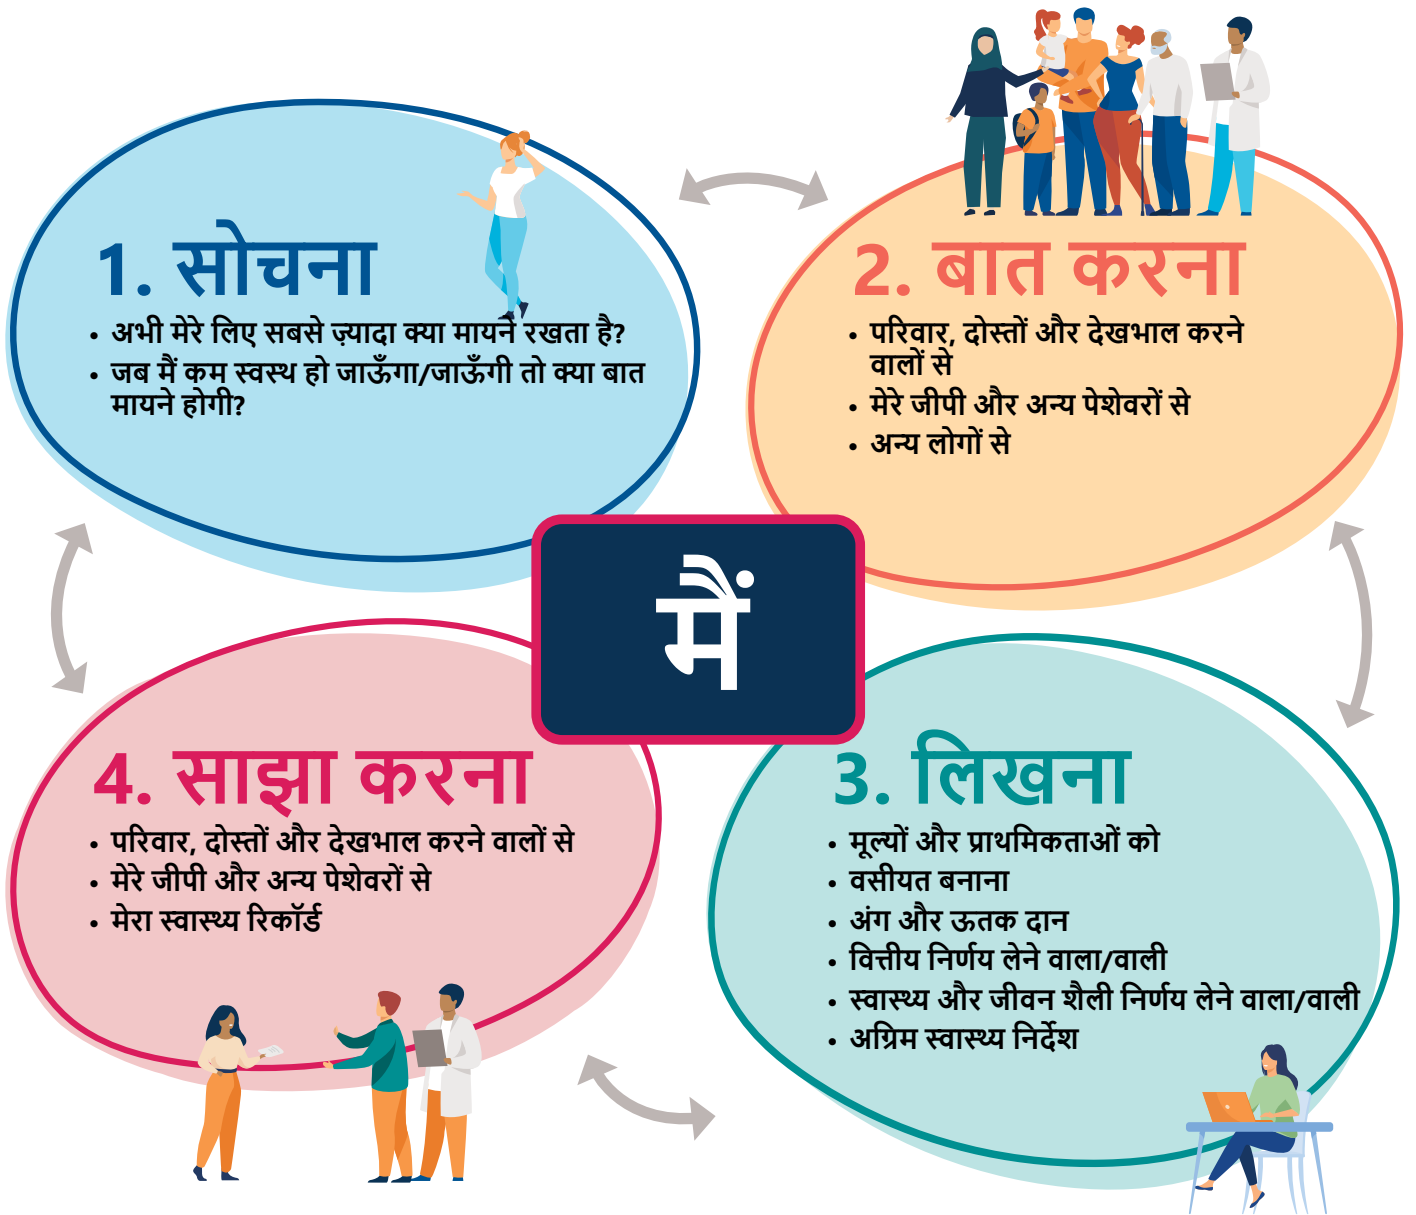 1. सोचना
• अभी मेरे लिए सबसे ज़्यादा क्या मायने रखता है?
• जब मैं कम स्वस्थ हो जाऊँगा/जाऊँगी तो क्या बात
मायने होगी?
2. बात करना
• परिवार, दोस्तों और देखभाल करने
वालों से
• मेरे जीपी और अन्य पेशेवरों से
• अन्य लोगों से
मैं
4. साझा करना
• परिवार, दोस्तों और देखभाल करने वालों से
• मेरे जीपी और अन्य पेशेवरों से
• मेरा स्वास्थ्य रिकॉर्ड
3. लिखना
• मूल्यों और प्राथमिकताओं को
• वसीयत बनाना
• अंग और ऊतक दान
• वित्तीय निर्णय लेने वाला/वाली
• स्वास्थ्य और जीवन शैली निर्णय लेने वाला/वाली
• अग्रिम स्वास्थ्य निर्देश